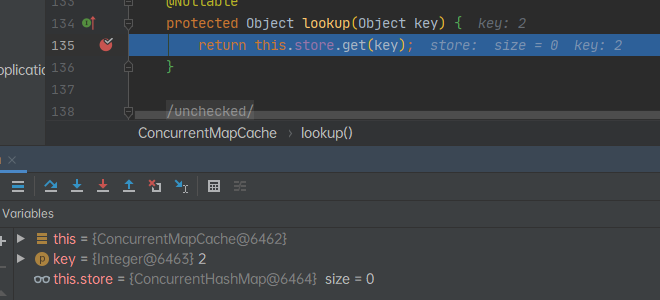 133 @Nullable
134 protected Object lookup(Object key) { key: 2
135 return this.store.get(key); store: size = 0 key: 2
136 }
pplication
137
138 /unchecked/
ConcurrentMapCache › lookup()
Variables
this = {ConcurrentMapCache@6462}
p key = {Integer@6463} 2
this.store = {ConcurrentHashMap@6464} size = 0